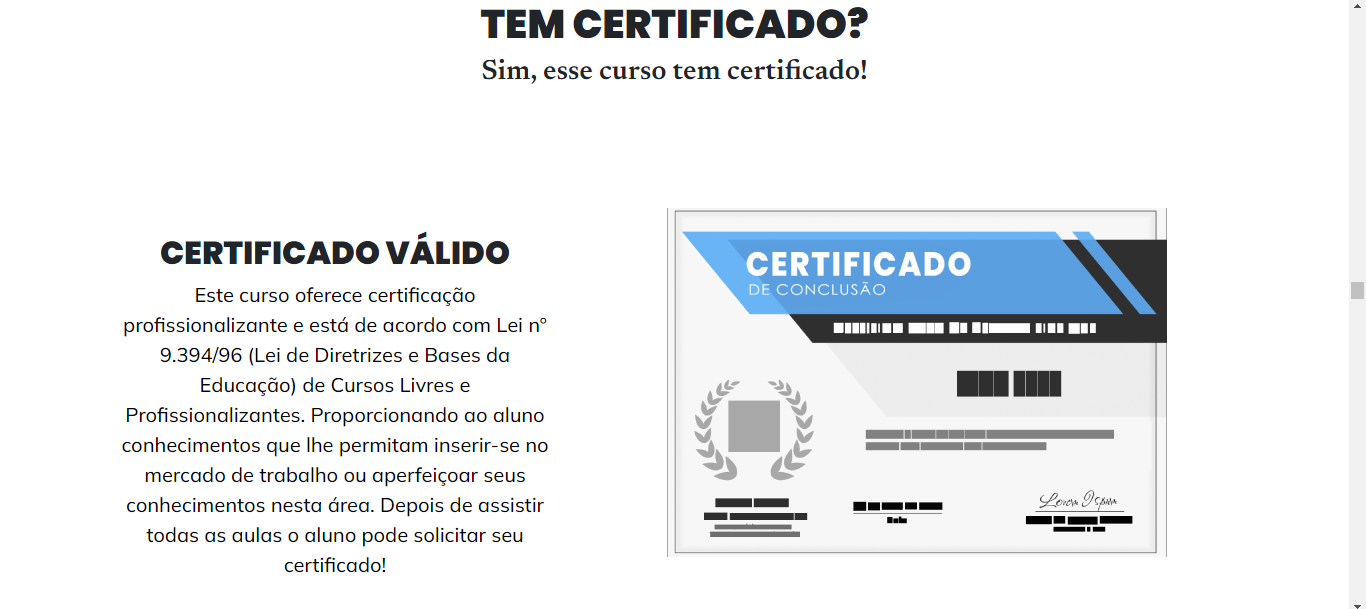 TEM CERTIFICADO?
Sim, esse curso tem certificado!
CERTIFICADO VÁLIDO
Este curso oferece certificação
profissionalizante e está de acordo com Lei nº
9.394/96 (Lei de Diretrizes e Bases da
Educação) de Cursos Livres e
Profissionalizantes. Proporcionando ao aluno
conhecimentos que lhe permitam inserir-se no
mercado de trabalho ou aperfeiçoar seus
conhecimentos nesta área. Depois de assistir
todas as aulas o aluno pode solicitar seu
certificado!
CERTIFICADO
DE CONCLUSÃO
Lorem Ipsum